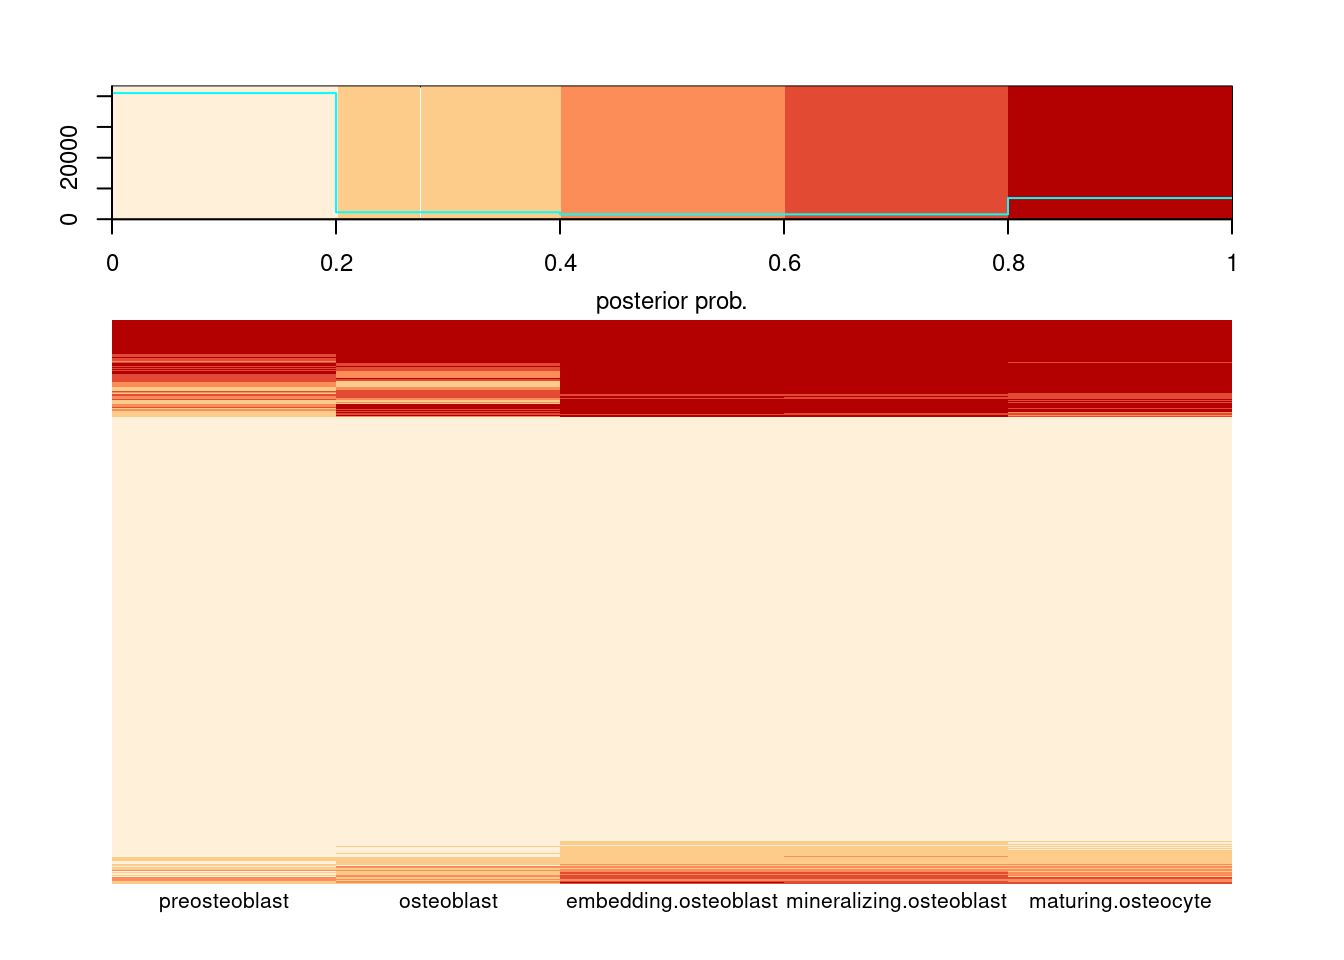 20000
0
0 0.2 0.4 0.6 0.8 1
posterior prob.
preosteoblast osteoblast embedding.osteoblast mineralizing.osteoblast maturing.osteocyte